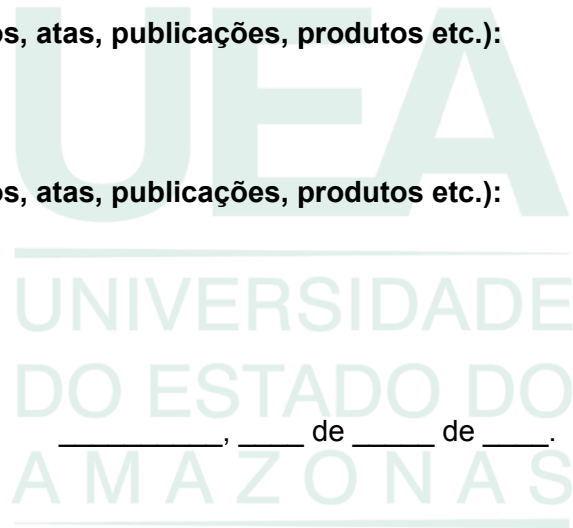 os, atas, publicações, produtos etc.):
UEA
os, atas, publicações, produtos etc.):
UNIVERSIDADE
DO ESTADO DO
__________, ____ de _____ de ____.
AMAZONAS